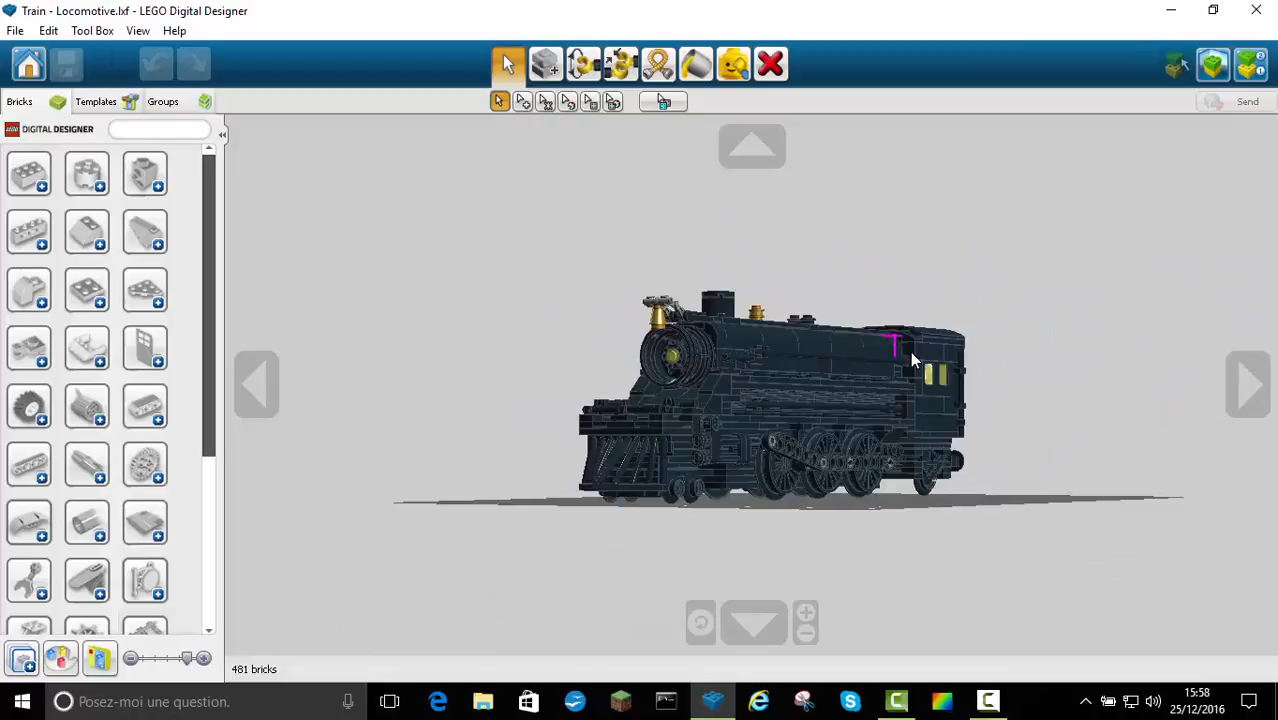 Train - Locomotive.lxf - LEGO Digital Designer
File Edit Tool Box View Help
Bricks Templates Groups
Send
LEGO DIGITAL DESIGNER
481 bricks
Posez-moi une question.
15:58
25/12/2016